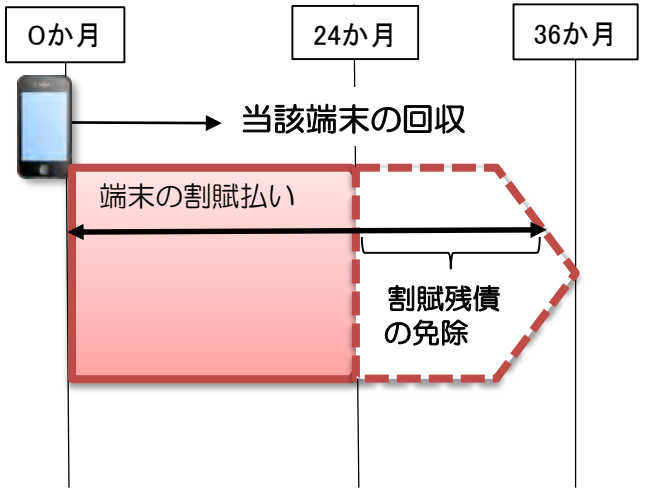 0か月
24か月
36か月
当該端末の回収
端末の割賦払い
割賦残債
の免除